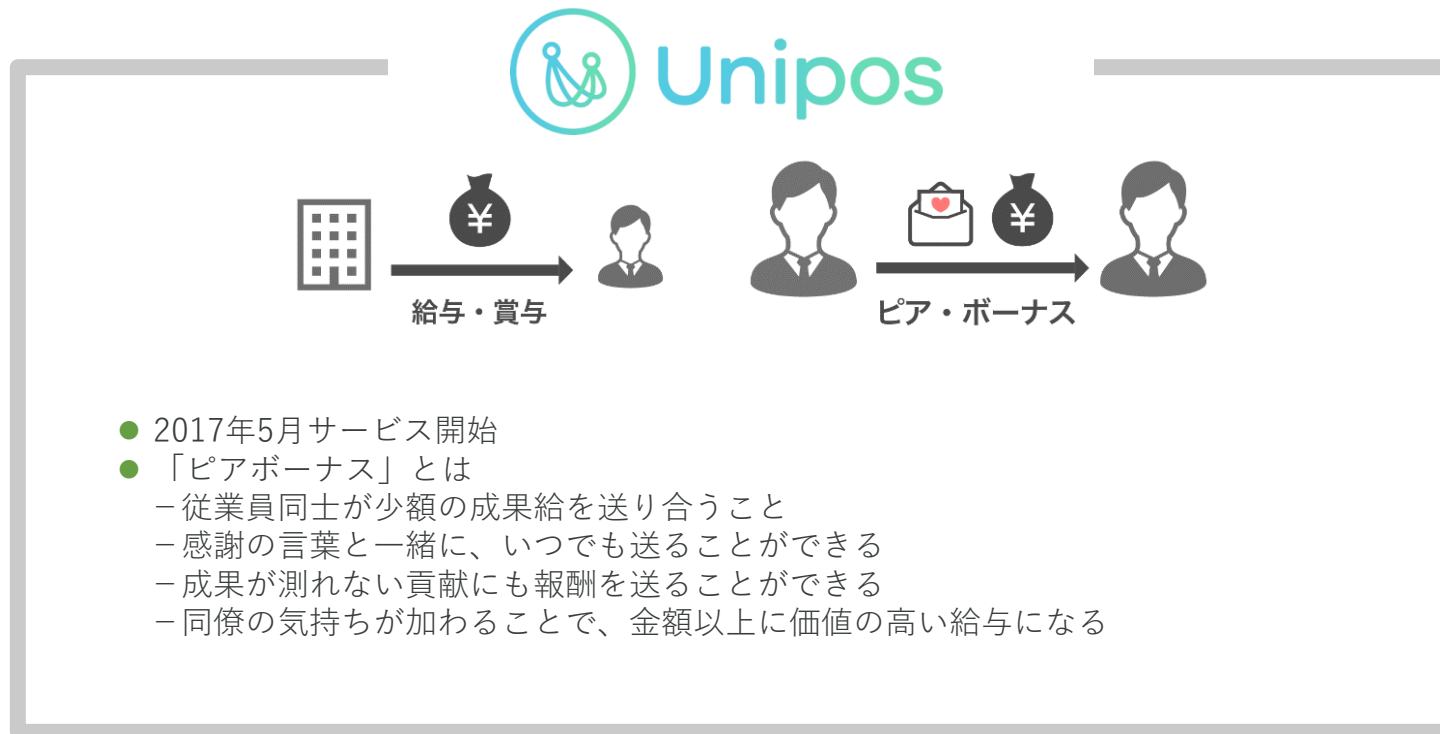 Unipos
¥
¥
給与・賞与
ピア・ボーナス
● 2017年5月サービス開始
● 「ピアボーナス」とは
－従業員同士が少額の成果給を送り合うこと
－感謝の言葉と一緒に、いつでも送ることができる
－成果が測れない貢献にも報酬を送ることができる
－同僚の気持ちが加わることで、金額以上に価値の高い給与になる